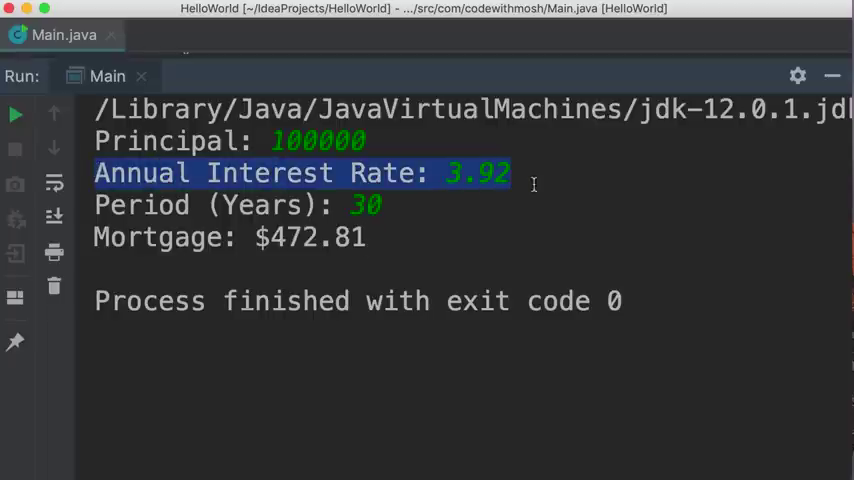 HelloWorld [~/IdeaProjects/HelloWorld] - .../src/com/codewithmosh/Main.java [HelloWorld]
Main.java
Run: Main
/Library/Java/JavaVirtualMachines/jdk-12.0.1.jd
Principal: 100000
Annual Interest Rate: 3.92
Period (Years): 30
Mortgage: $472.81
Process finished with exit code 0